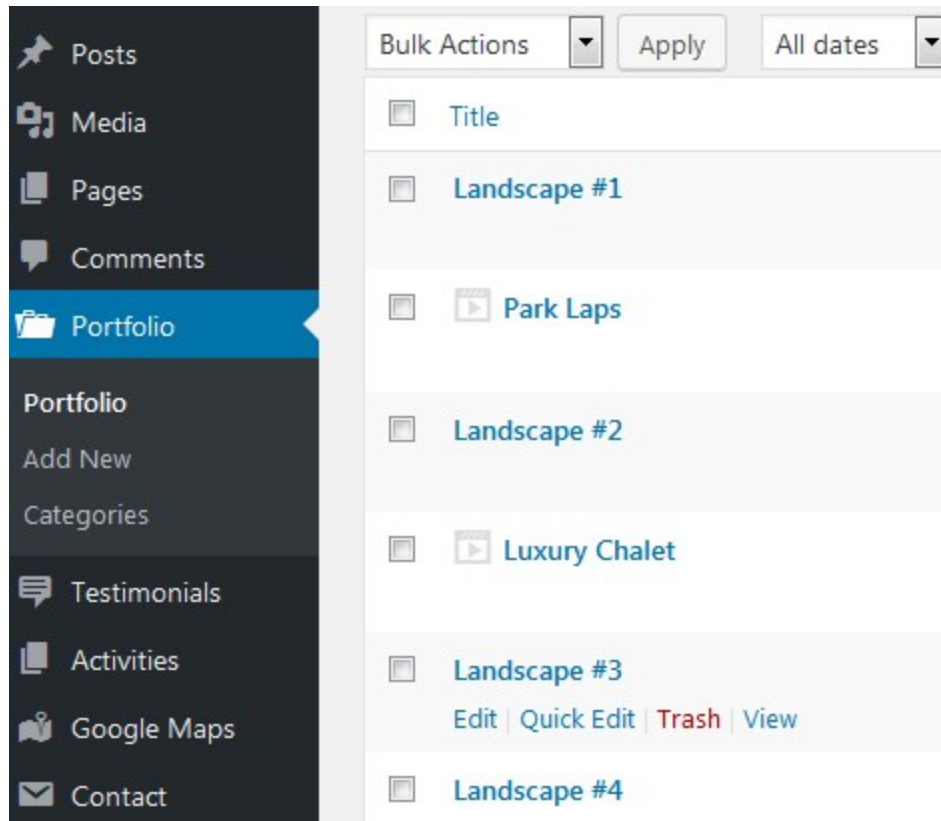 Posts
Media
Pages
Comments
Portfolio
Portfolio
Add New
Categories
Testimonials
Activities
Google Maps
Contact
Bulk Actions Apply All dates
Title
Landscape #1
Park Laps
Landscape #2
Luxury Chalet
Landscape #3
Edit | Quick Edit | Trash | View
Landscape #4